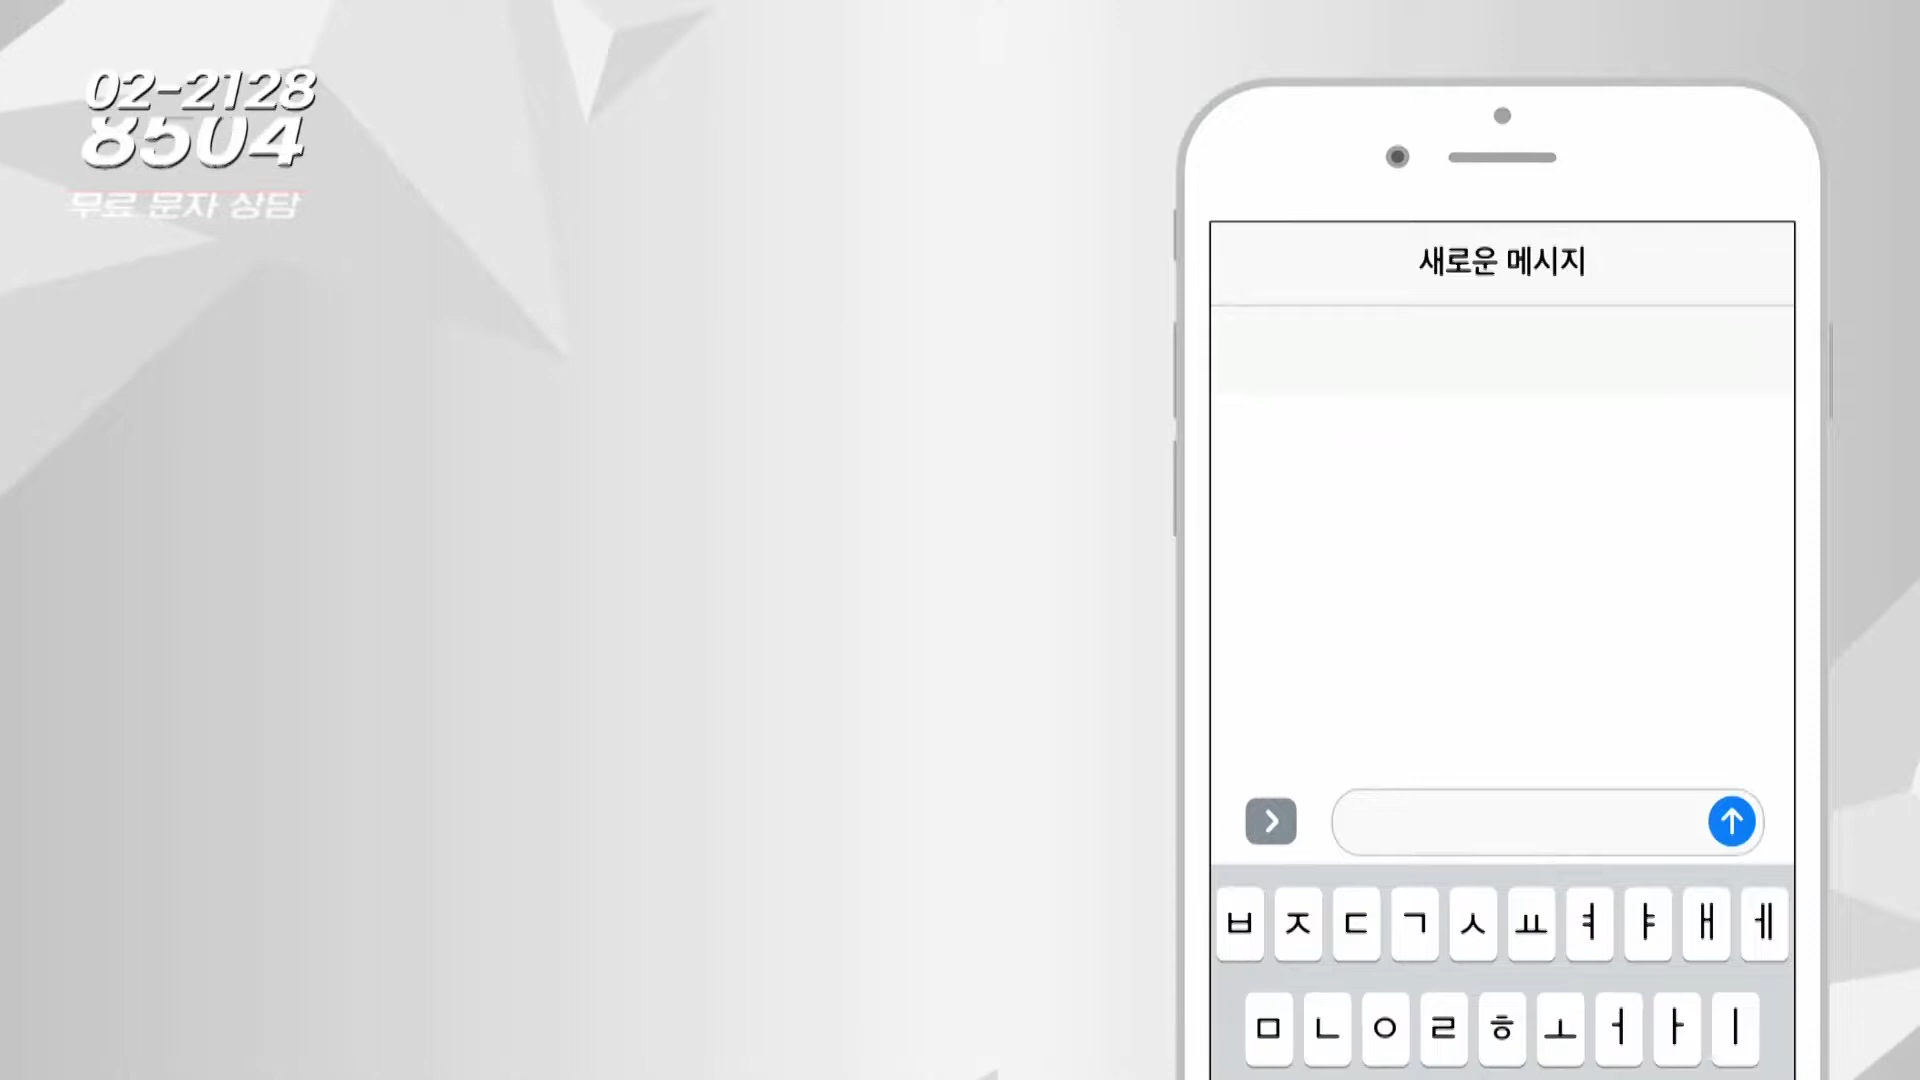 02-2128
8504
무료 문자 상담
새로운 메시지
ㅂ ㅈ ㄷ ㄱ ㅅ ㅛ ㅕ ㅑ ㅐ ㅔ
ㅁ ㄴ ㅇ ㄹ ㅎ ㅗ ㅓ ㅏ ㅣ